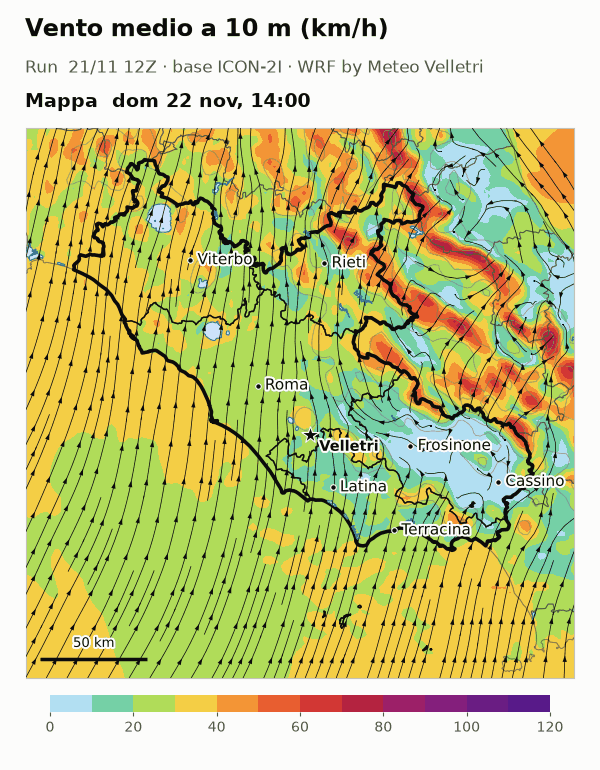 Vento medio a 10 m (km/h)
Run 21/11 12Z · base ICON-2I · WRF by Meteo Velletri
Mappa dom 22 nov, 14:00
Viterbo
Rieti
Roma
Velletri
Frosinone
Cassino
Latina
Terracina
50 km
0 20 40 60 80 100 120